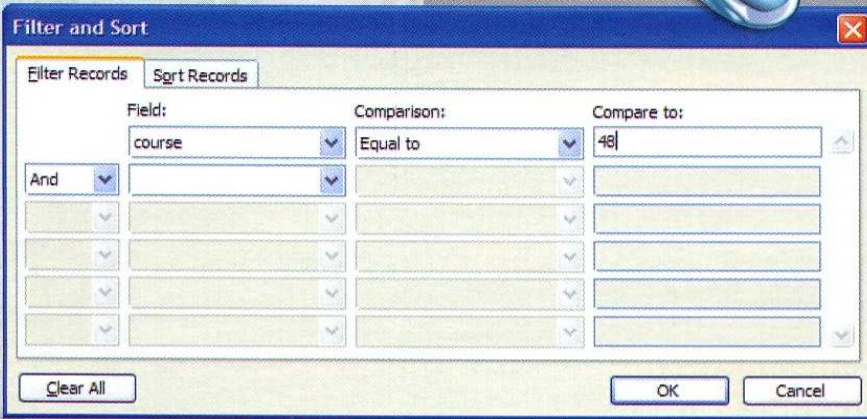 Filter and Sort
Filter Records Sort Records
Field: Comparison: Compare to:
course Equal to 48
And
Clear All OK Cancel